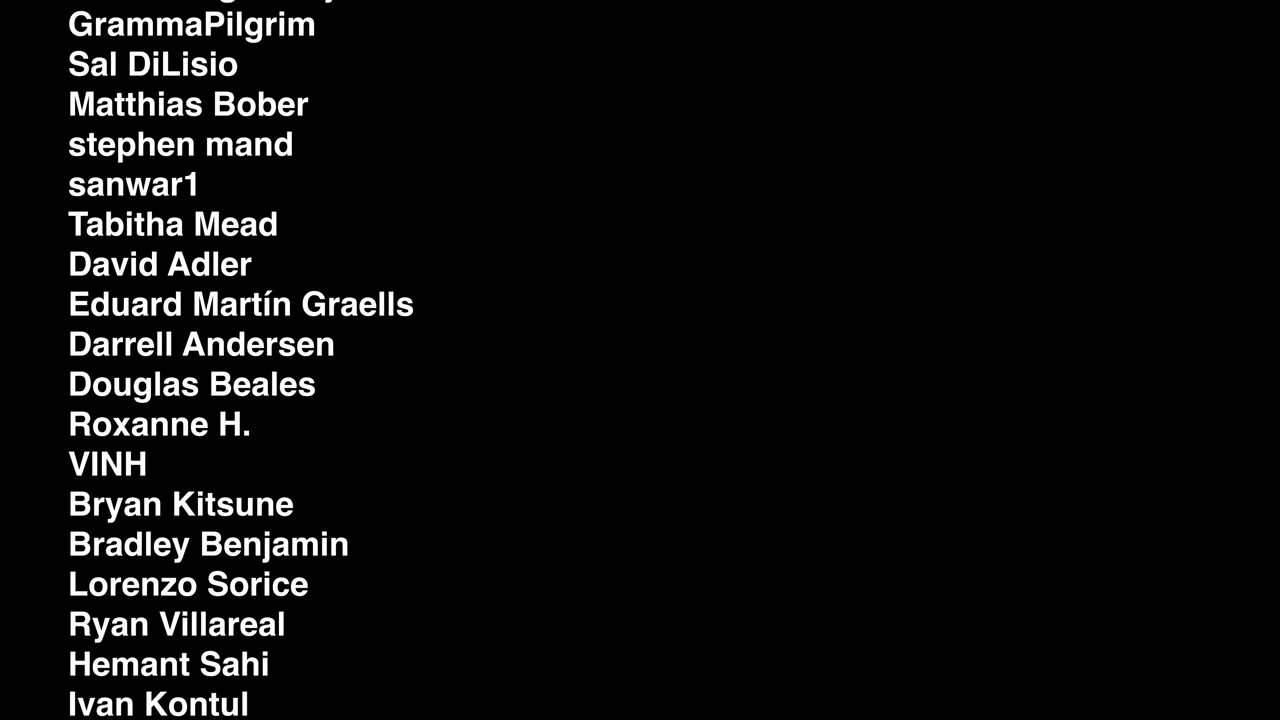 GrammaPilgrim
Sal DiLisio
Matthias Bober
stephen mand
sanwar1
Tabitha Mead
David Adler
Eduard Martín Graells
Darrell Andersen
Douglas Beales
Roxanne H.
VINH
Bryan Kitsune
Bradley Benjamin
Lorenzo Sorice
Ryan Villareal
Hemant Sahi
Ivan Kontul